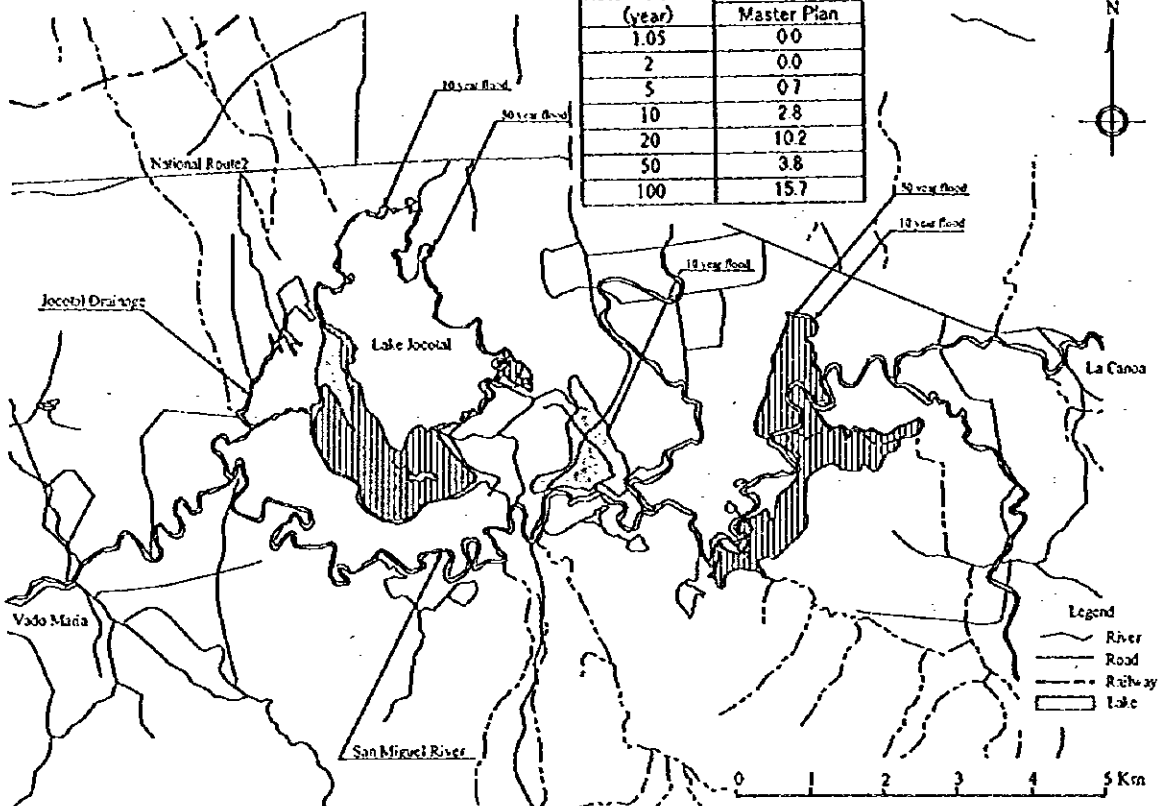 (year) Master Plan
1.05 0.0
2 0.0
5 0.7
10 2.8
20 10.2
50 3.8
100 15.7
N
10 year flood
50 year flood
National Route2
50 year flood
10 year flood
10 year flood
Jocotal Drainage
Lake Jocotal
La Canoa
Vado Maria
San Miguel River
Legend
River
Road
Railway
Lake
0 1 2 3 4 5 Km